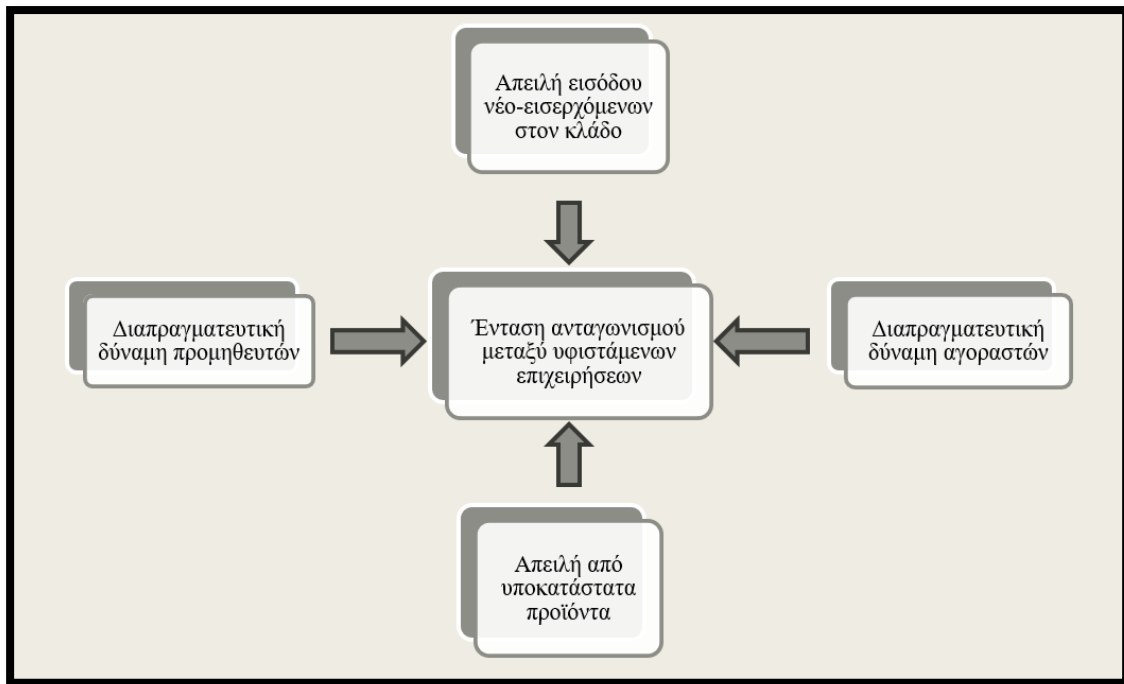 Απειλή εισόδου
νέο-εισερχόμενων
στον κλάδο
Διαπραγματευτική
δύναμη προμηθευτών
Ένταση ανταγωνισμού
μεταξύ υφιστάμενων
επιχειρήσεων
Διαπραγματευτική
δύναμη αγοραστών
Απειλή από
υποκατάστατα
προϊόντα